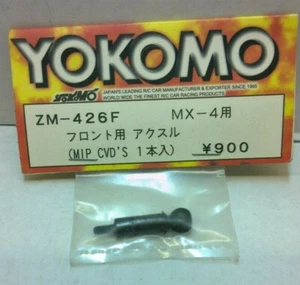 YOKOMO
YOKOMO
JAPAN'S LEADING R/C CAR MANUFACTURER & EXPORTER SINCE
WORLD WIDE THE FINEST R/C CAR RACING PRODUCTS
ZM-426F MX-4用
フロント用 アクスル
(MIP CVD'S 1本入) ¥900